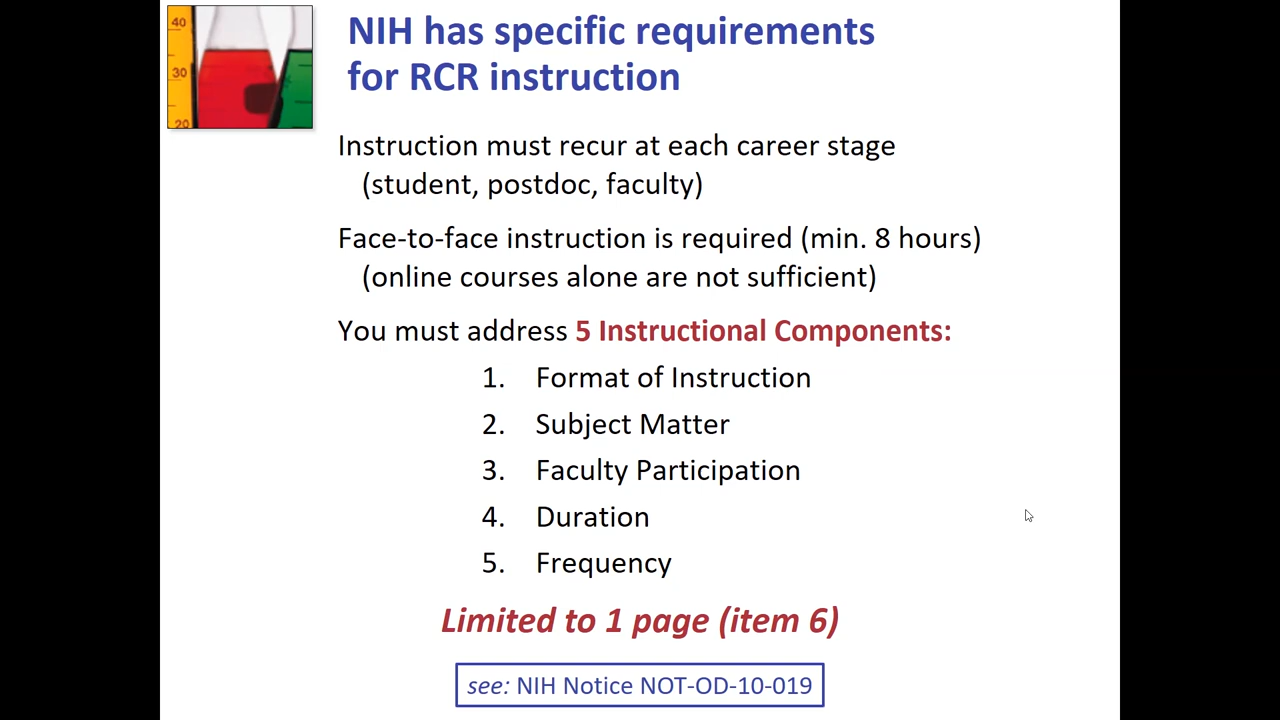 40
30
20
NIH has specific requirements
for RCR instruction
Instruction must recur at each career stage
(student, postdoc, faculty)
Face-to-face instruction is required (min. 8 hours)
(online courses alone are not sufficient)
You must address 5 Instructional Components:
1. Format of Instruction
2. Subject Matter
3. Faculty Participation
4. Duration
5. Frequency
Limited to 1 page (item 6)
see: NIH Notice NOT-OD-10-019